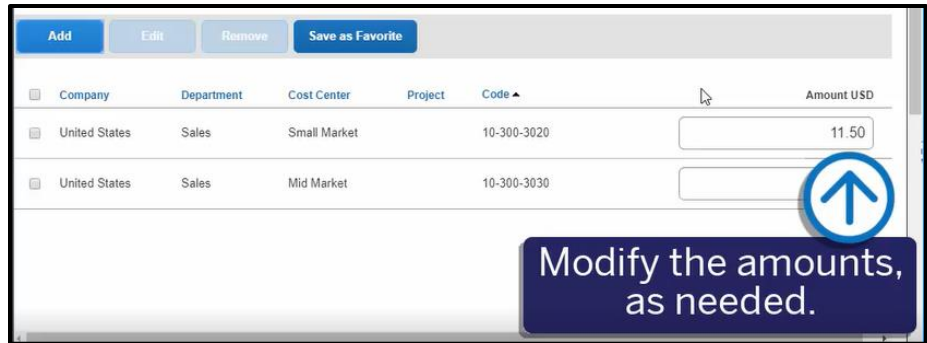 Add Edit Remove Save as Favorite
Company Department Cost Center Project Code Amount USD
United States Sales Small Market 10-300-3020 11.50
United States Sales Mid Market 10-300-3030
Modify the amounts,
as needed.